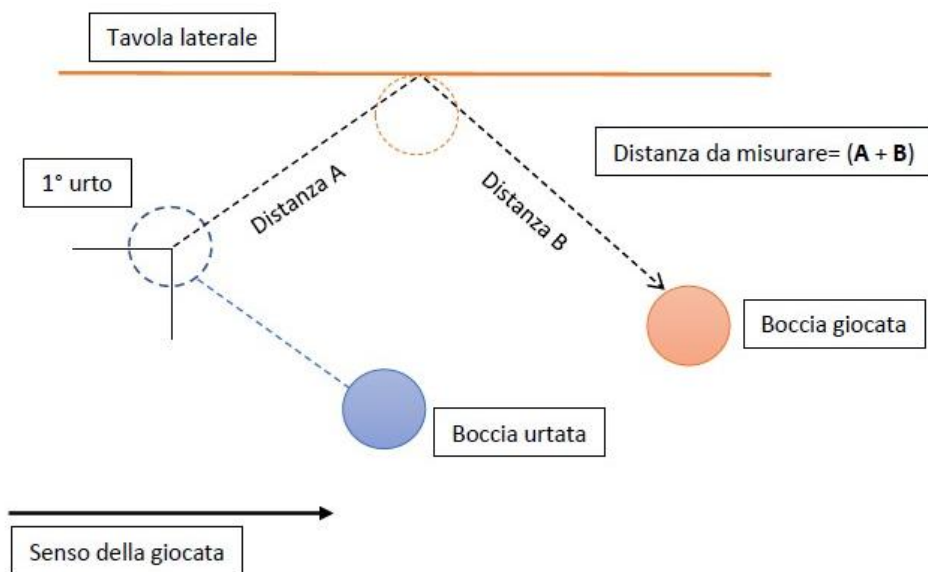 Tavola laterale
Distanza da misurare= (A + B)
1° urto
Distanza A
Distanza B
Boccia giocata
Boccia urtata
Senso della giocata